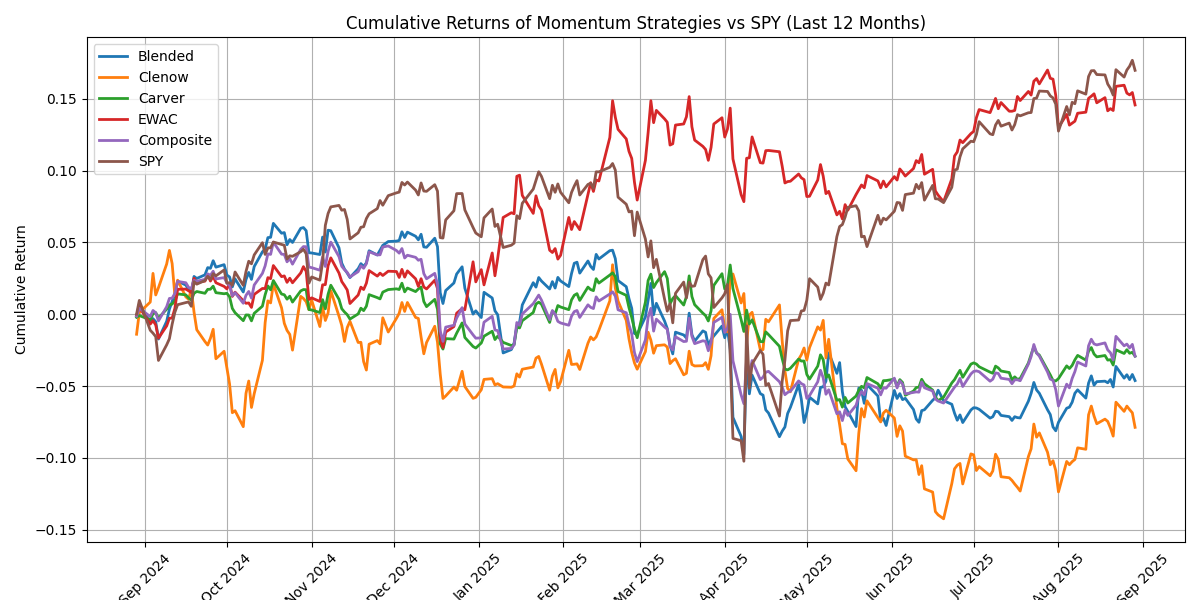 Cumulative Returns of Momentum Strategies vs SPY (Last 12 Months)
Blended
Clenow
Carver
EWAC
Composite
SPY
Cumulative Return
0.15
0.10
0.05
0.00
−0.05
−0.10
−0.15
Sep 2024
Oct 2024
Nov 2024
Dec 2024
Jan 2025
Feb 2025
Mar 2025
Apr 2025
May 2025
Jun 2025
Jul 2025
Aug 2025
Sep 2025